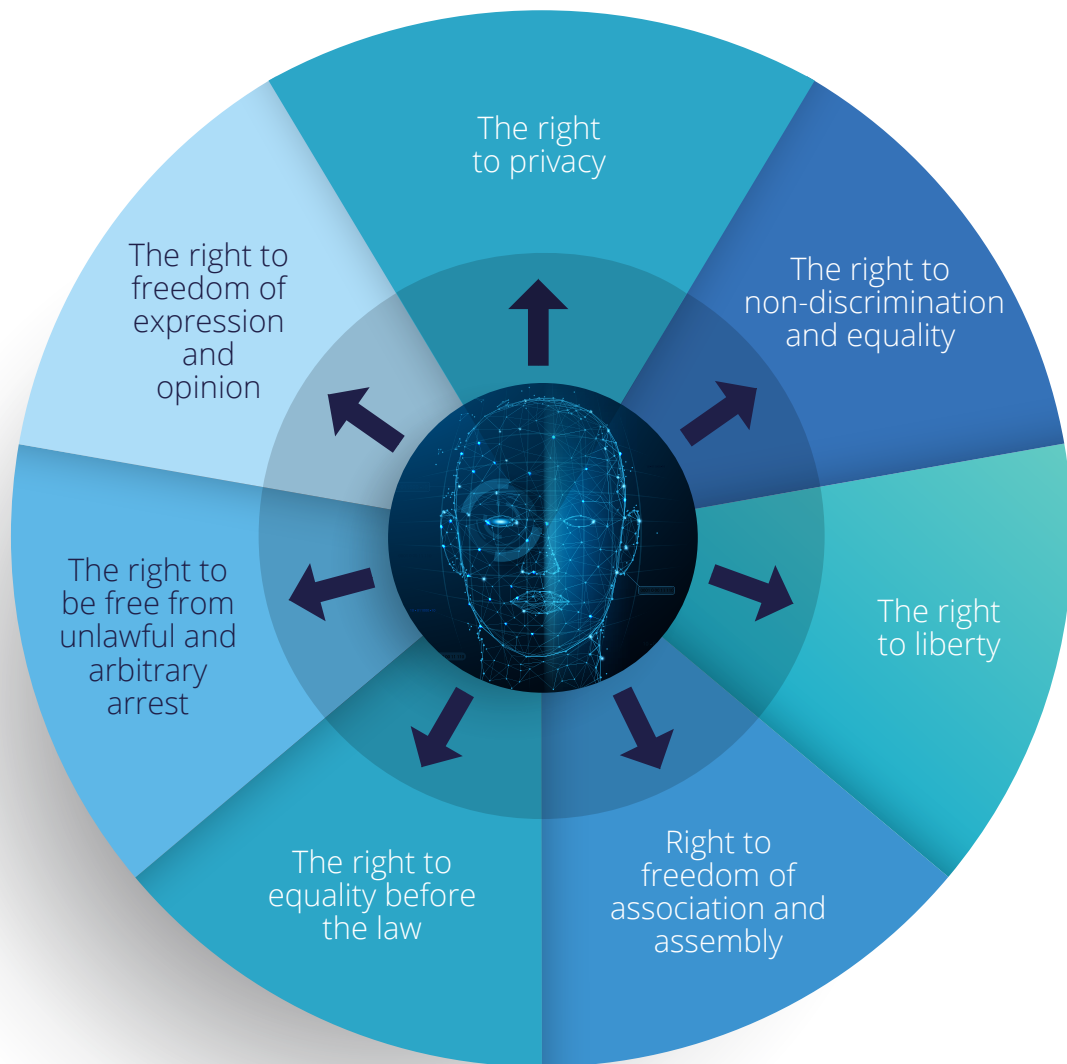 The right
to privacy
The right to
non-discrimination
and equality
The right
to liberty
Right to
freedom of
association and
assembly
The right to
equality before
the law
The right to
be free from
unlawful and
arbitrary
arrest
The right to
freedom of
expression
and
opinion